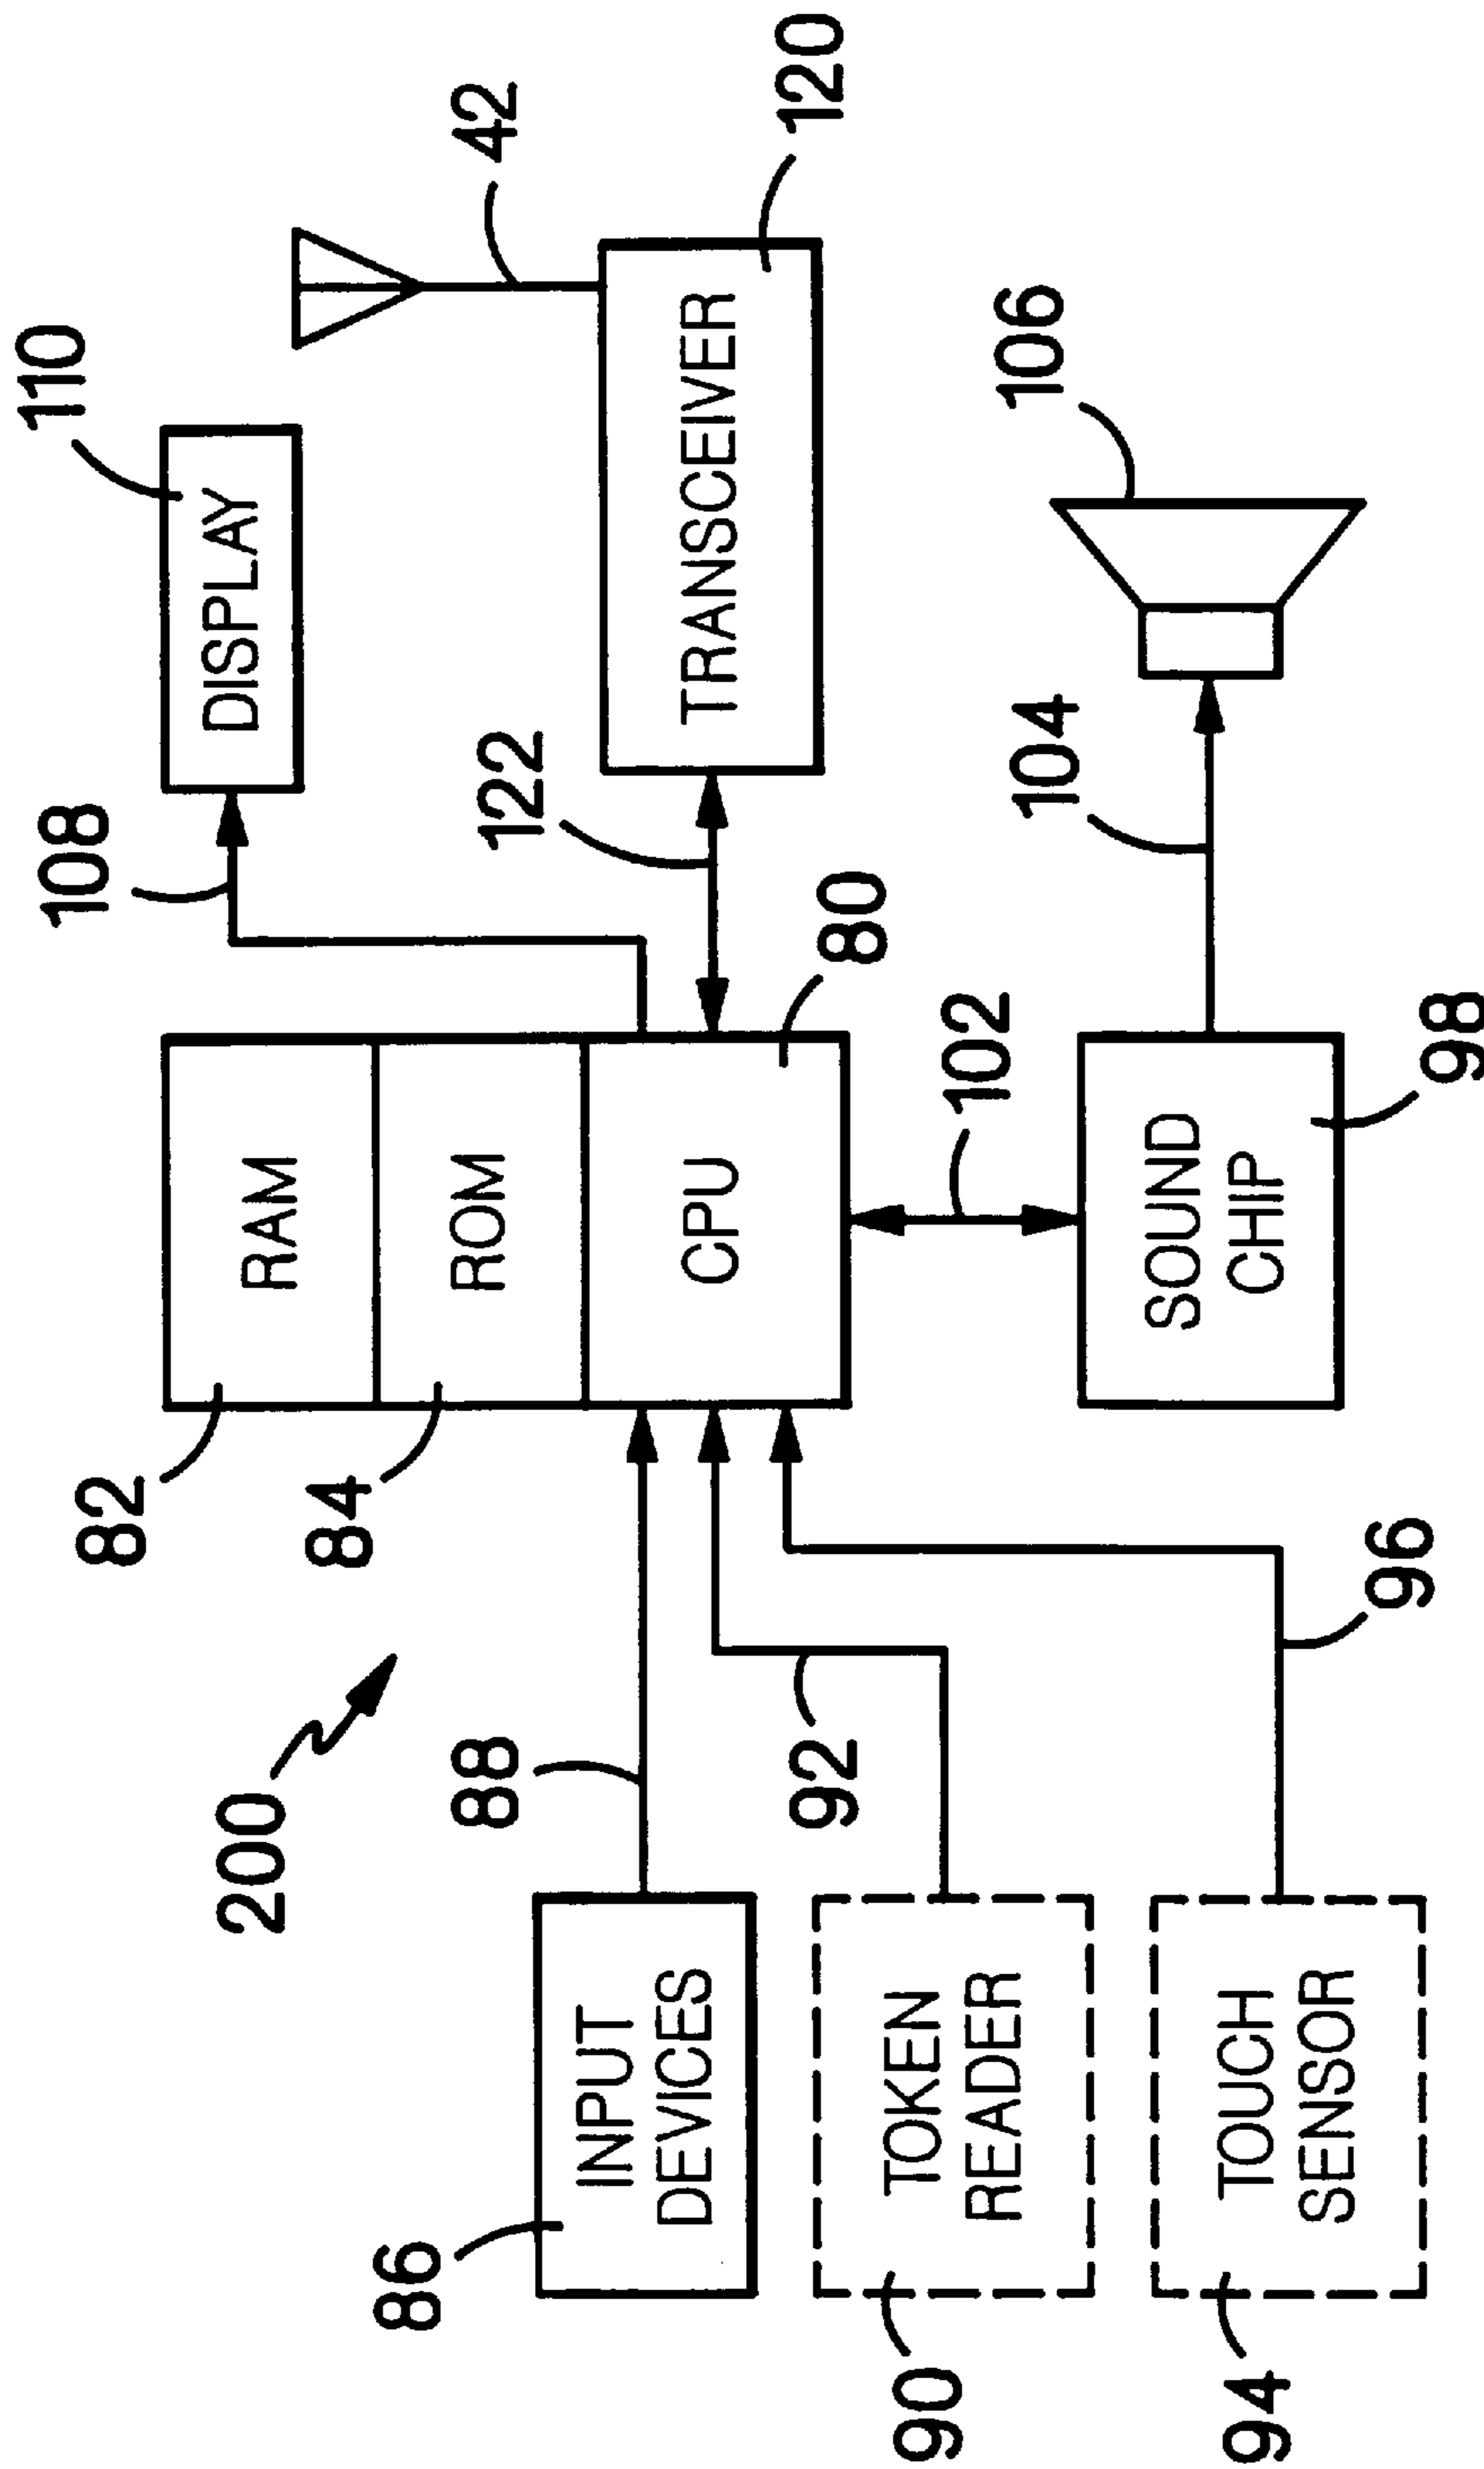 110
108
DISPLAY
42
82
RAM
84
ROM
122
TRANSCEIVER
120
200
88
86
INPUT
DEVICES
CPU
80
92
90
TOKEN
READER
102
104
106
94
TOUCH
SENSOR
96
SOUND
CHIP
98